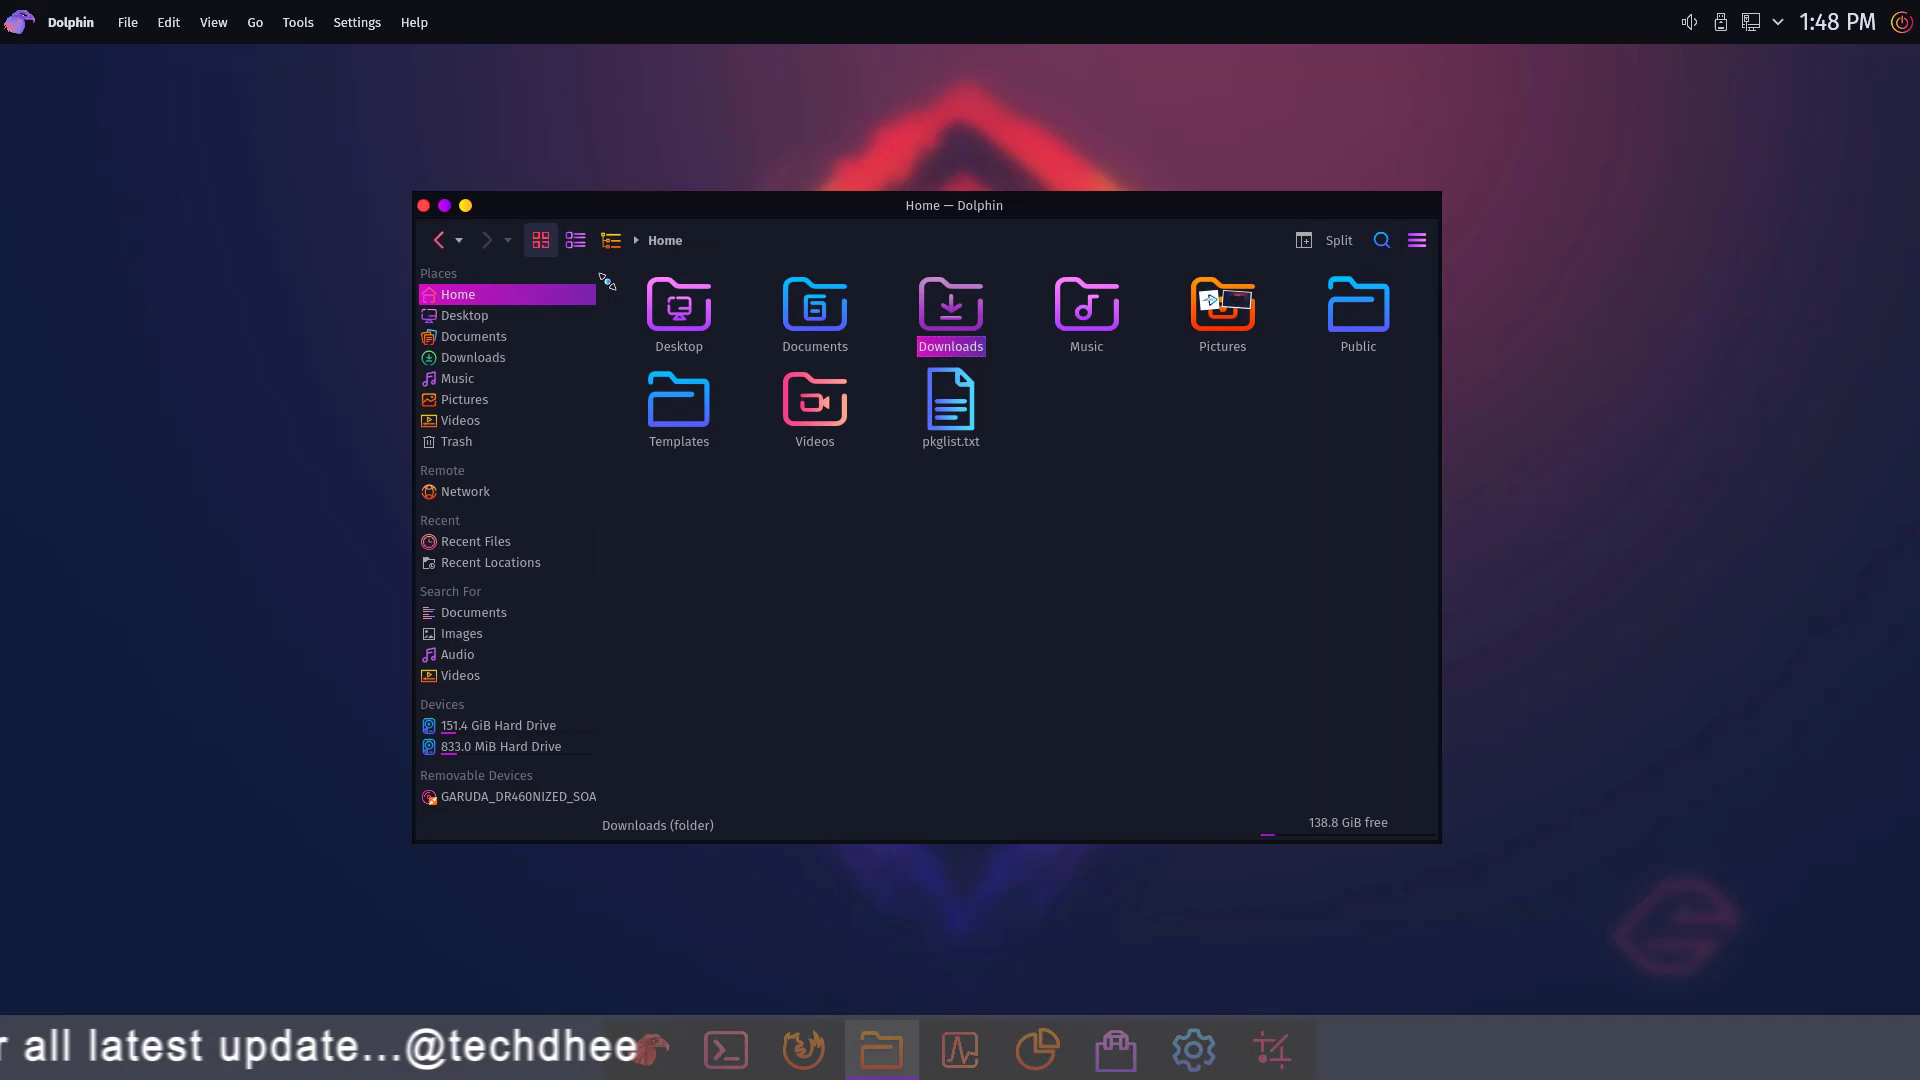 Dolphin File Edit View Go Tools Settings Help
1:48 PM
Home — Dolphin
Home
Split
Places
Home
Desktop
Documents
Downloads
Music
Pictures
Videos
Trash
Remote
Network
Recent
Recent Files
Recent Locations
Search For
Documents
Images
Audio
Videos
Devices
151.4 GiB Hard Drive
833.0 MiB Hard Drive
Removable Devices
GARUDA_DR460NIZED_SOA
Desktop Documents Downloads Music Pictures Public
Templates Videos pkglist.txt
Downloads (folder)
138.8 GiB free
r all latest update...@techdhee